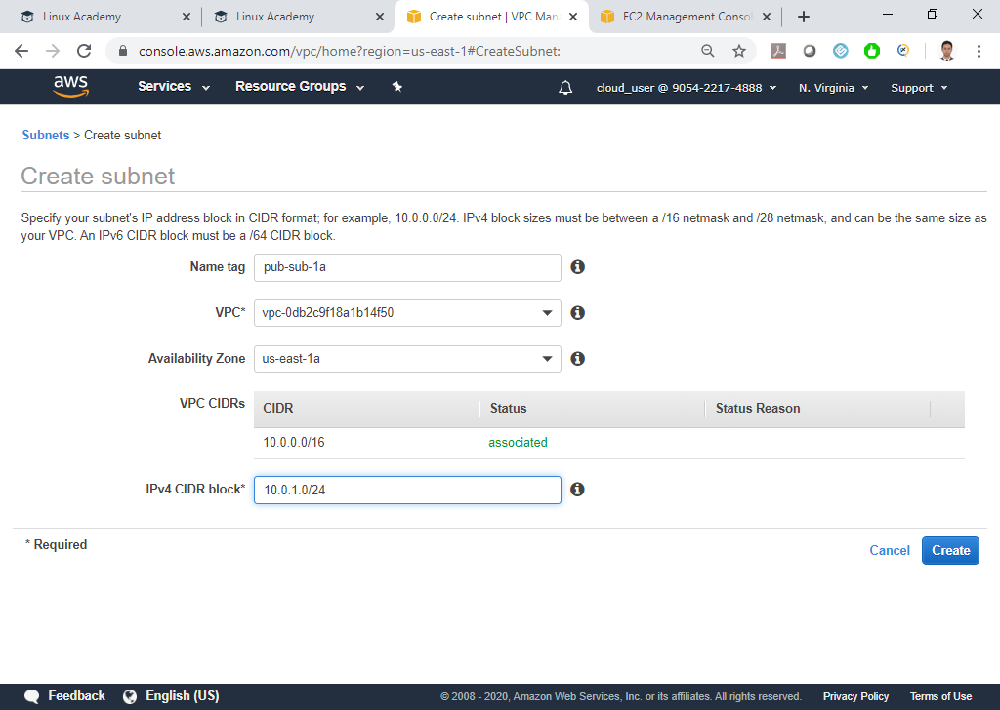 Linux Academy
Linux Academy
Create subnet | VPC Man
EC2 Management Consol
console.aws.amazon.com/vpc/home?region=us-east-1#CreateSubnet:
aws Services Resource Groups cloud_user @ 9054-2217-4888 N. Virginia Support
Subnets > Create subnet
Create subnet
Specify your subnet's IP address block in CIDR format; for example, 10.0.0.0/24. IPv4 block sizes must be between a /16 netmask and /28 netmask, and can be the same size as
your VPC. An IPv6 CIDR block must be a /64 CIDR block.
Name tag pub-sub-1a
VPC* vpc-0db2c9f18a1b14f50
Availability Zone us-east-1a
VPC CIDRs CIDR Status Status Reason
10.0.0.0/16 associated
IPv4 CIDR block* 10.0.1.0/24
* Required
Cancel Create
Feedback English (US) © 2008 - 2020, Amazon Web Services, Inc. or its affiliates. All rights reserved. Privacy Policy Terms of Use